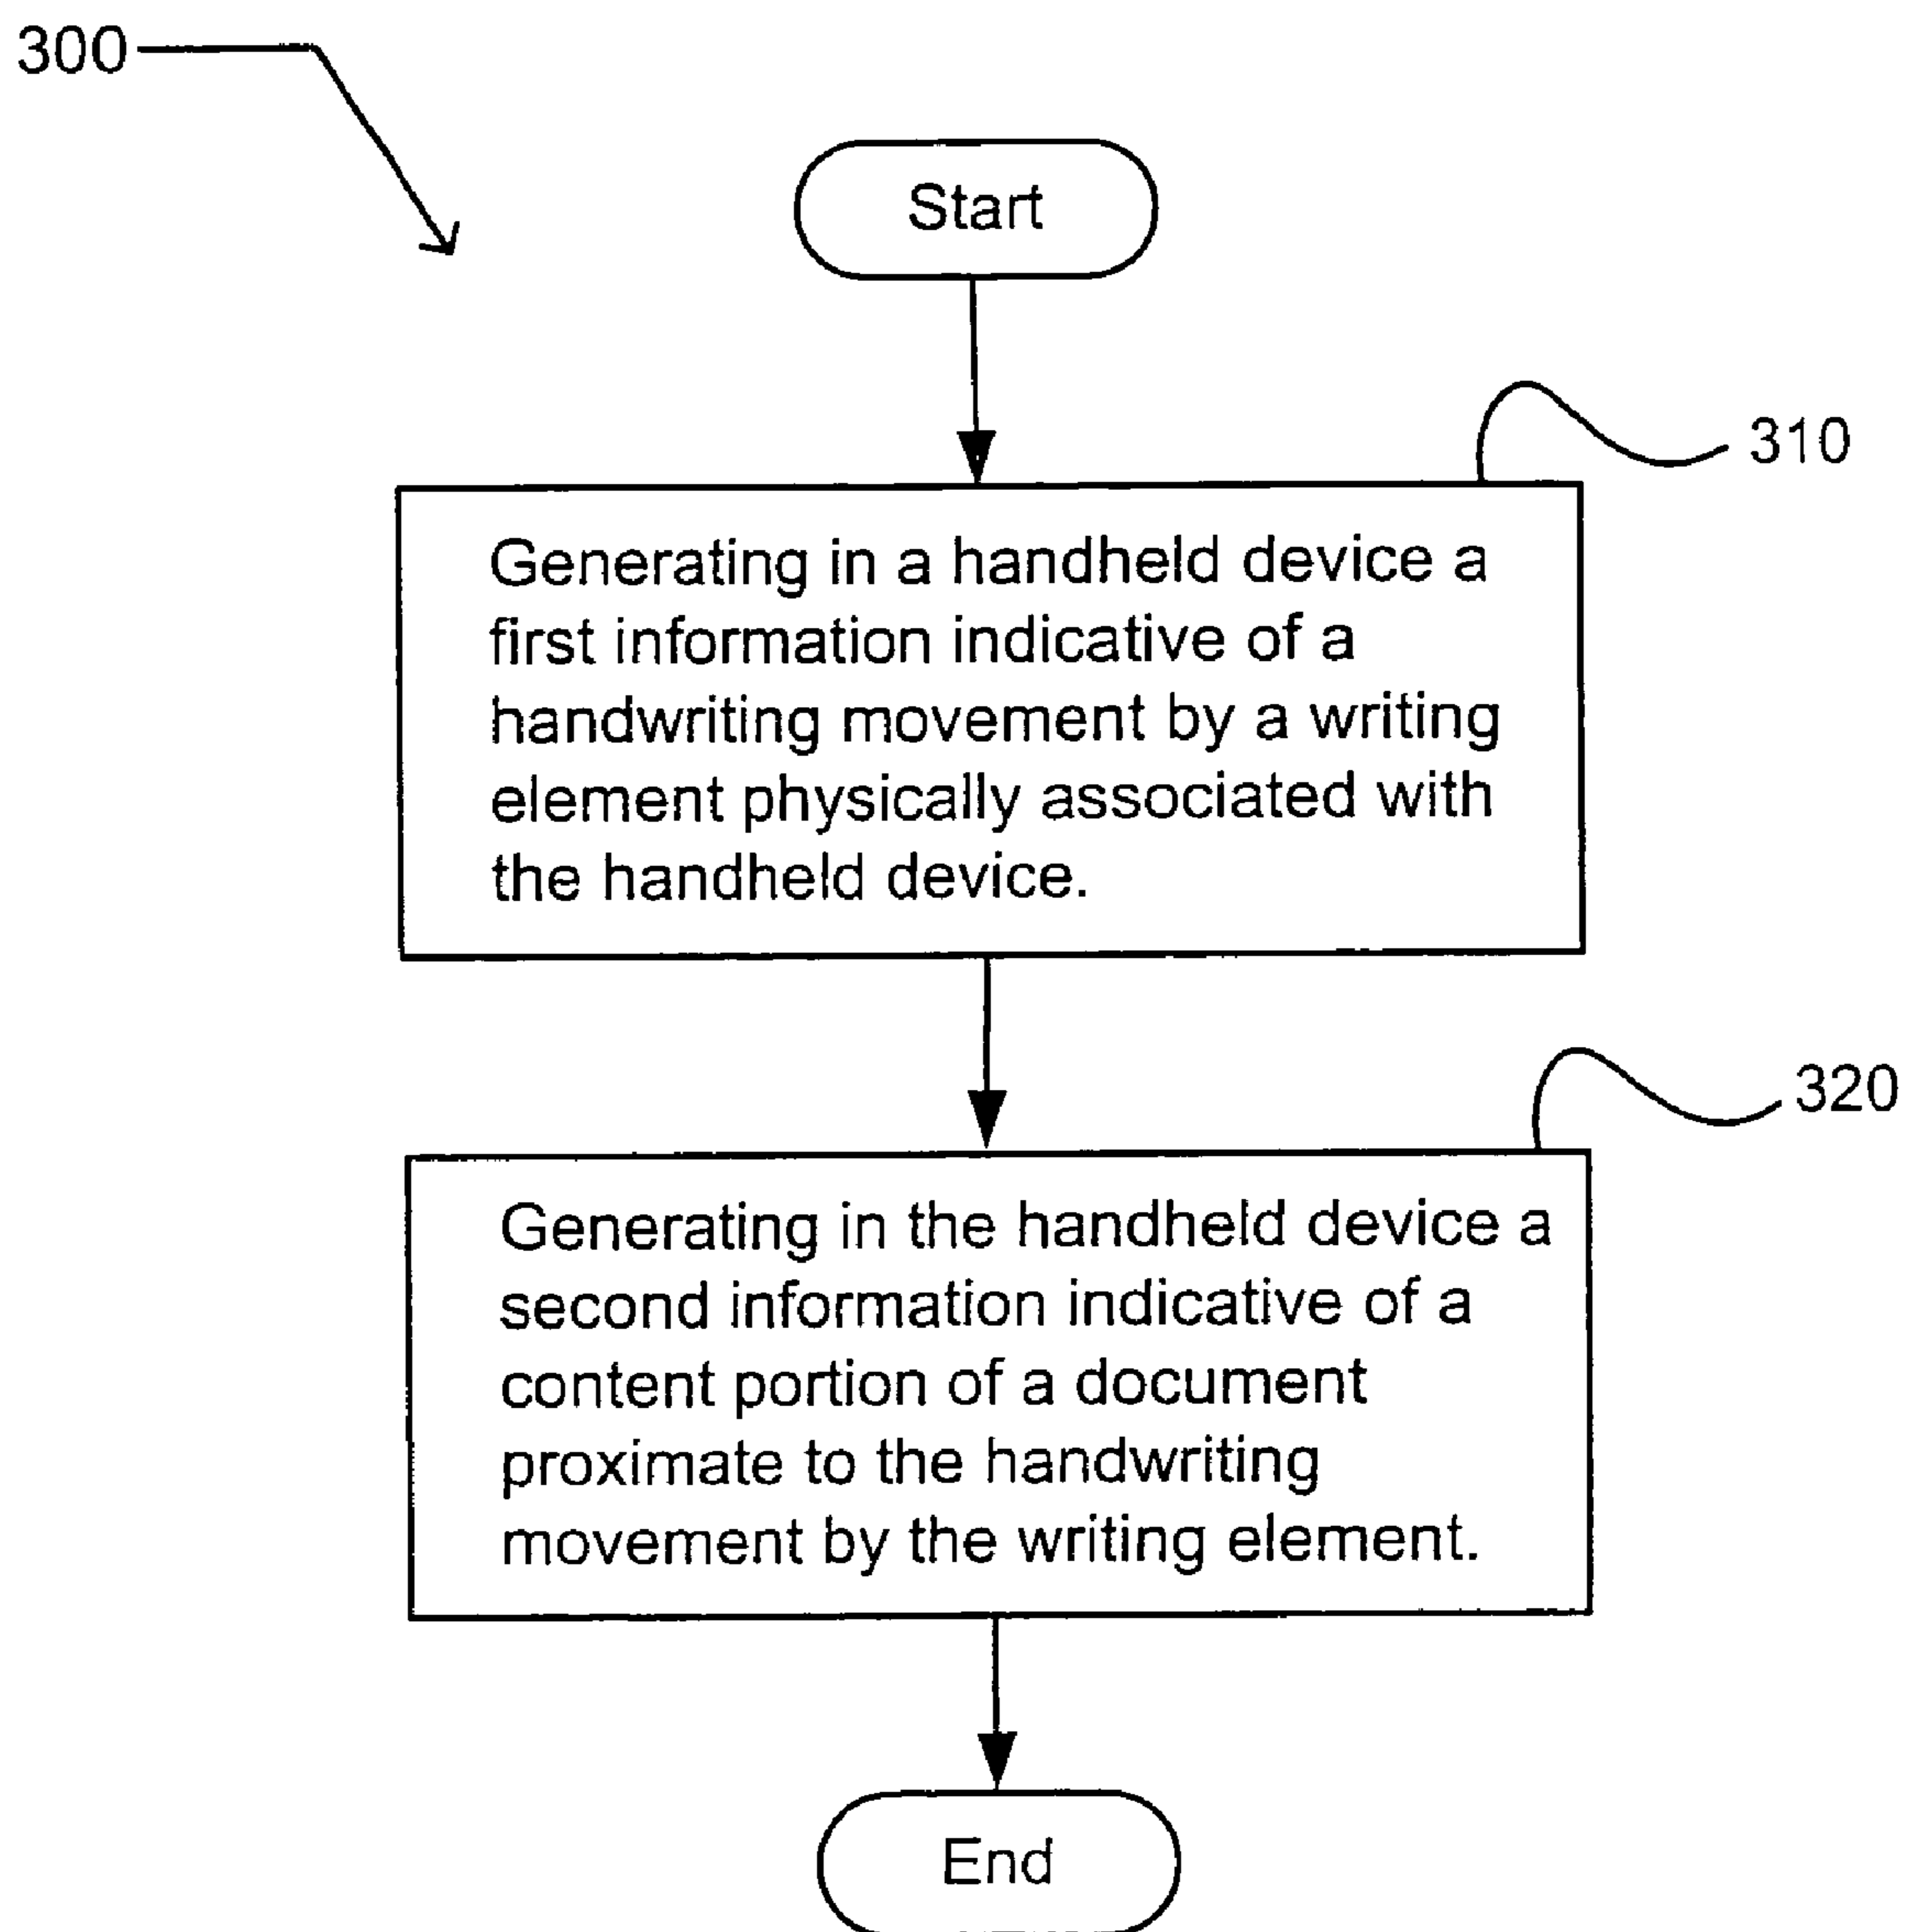 300
Start
310
Generating in a handheld device a
first information indicative of a
handwriting movement by a writing
element physically associated with
the handheld device.
320
Generating in the handheld device a
second information indicative of a
content portion of a document
proximate to the handwriting
movement by the writing element.
End